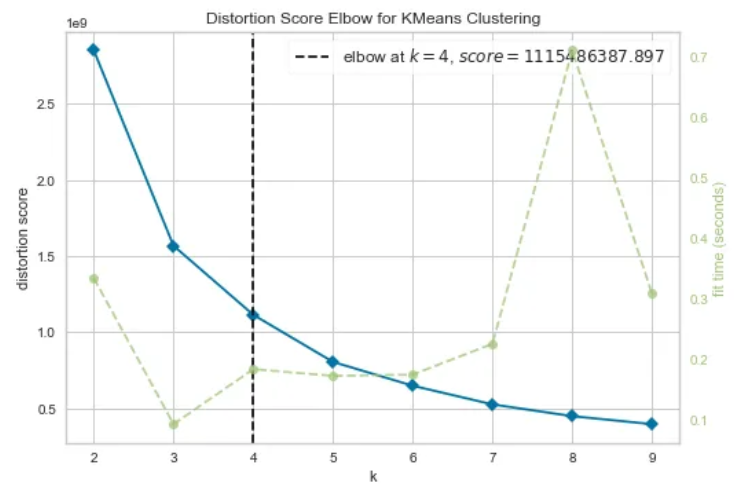 Distortion Score Elbow for KMeans Clustering
1e9
elbow at k = 4, score = 1115486387.897
2.5
2.0
1.5
1.0
0.5
distortion score
0.7
0.6
0.5
0.4
0.3
0.2
0.1
fit time (seconds)
2 3 4 5 6 7 8 9
k